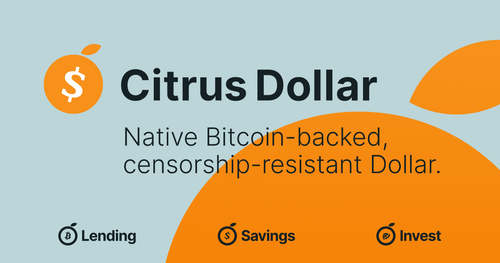 Citrus Dollar
Native Bitcoin-backed,
censorship-resistant Dollar.
Lending Savings Invest